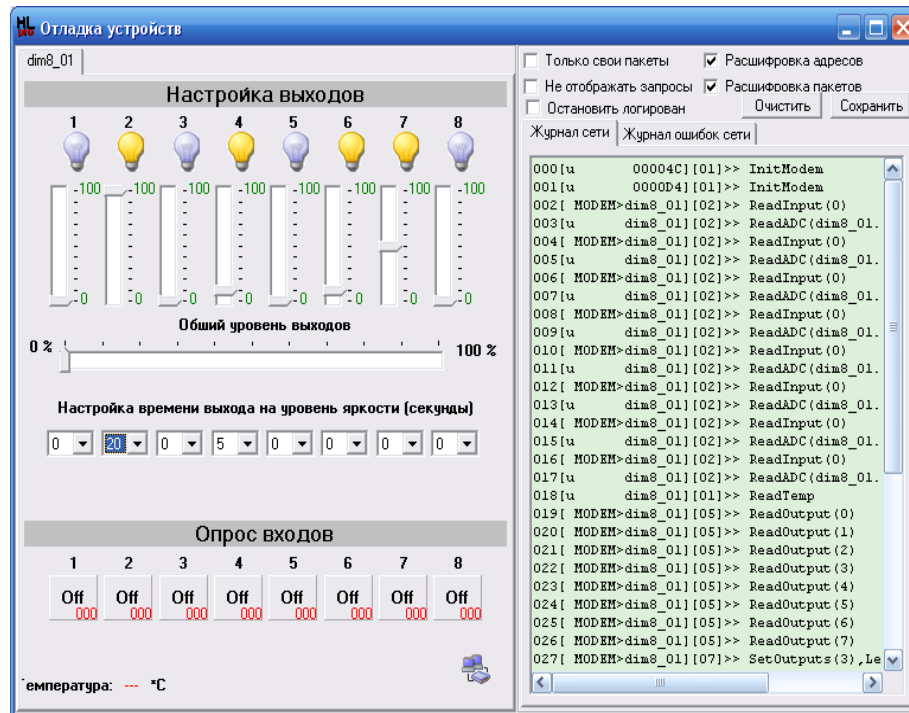 HL Отладка устройств
dim8_01
Настройка выходов
1 2 3 4 5 6 7 8
-100 -100 -100 -100 -100 -100 -100 -100
-0 -0 -0 -0 -0 -0 -0 -0
Обший уровень выходов
0 % 100 %
Настройка времени выхода на уровень яркости (секунды)
0 20 0 5 0 0 0 0
Опрос входов
1 2 3 4 5 6 7 8
Off Off Off Off Off Off Off Off
000 000 000 000 000 000 000 000
емпература: --- *C
Только свои пакеты Расшифровка адресов
Не отображать запросы Расшифровка пакетов
Остановить логирован Очистить Сохранить
Журнал сети Журнал ошибок сети
000[u 00004C][01]>> InitModem
001[u 0000D4][01]>> InitModem
002[ MODEM>dim8_01][02]>> ReadInput(0)
003[u dim8_01][02]>> ReadADC(dim8_01.
004[ MODEM>dim8_01][02]>> ReadInput(0)
005[u dim8_01][02]>> ReadADC(dim8_01.
006[ MODEM>dim8_01][02]>> ReadInput(0)
007[u dim8_01][02]>> ReadADC(dim8_01.
008[ MODEM>dim8_01][02]>> ReadInput(0)
009[u dim8_01][02]>> ReadADC(dim8_01.
010[ MODEM>dim8_01][02]>> ReadInput(0)
011[u dim8_01][02]>> ReadADC(dim8_01.
012[ MODEM>dim8_01][02]>> ReadInput(0)
013[u dim8_01][02]>> ReadADC(dim8_01.
014[ MODEM>dim8_01][02]>> ReadInput(0)
015[u dim8_01][02]>> ReadADC(dim8_01.
016[ MODEM>dim8_01][02]>> ReadInput(0)
017[u dim8_01][02]>> ReadADC(dim8_01.
018[u dim8_01][01]>> ReadTemp
019[ MODEM>dim8_01][05]>> ReadOutput(0)
020[ MODEM>dim8_01][05]>> ReadOutput(1)
021[ MODEM>dim8_01][05]>> ReadOutput(2)
022[ MODEM>dim8_01][05]>> ReadOutput(3)
023[ MODEM>dim8_01][05]>> ReadOutput(4)
024[ MODEM>dim8_01][05]>> ReadOutput(5)
025[ MODEM>dim8_01][05]>> ReadOutput(6)
026[ MODEM>dim8_01][05]>> ReadOutput(7)
027[ MODEM>dim8_01][07]>> SetOutputs(3),Le